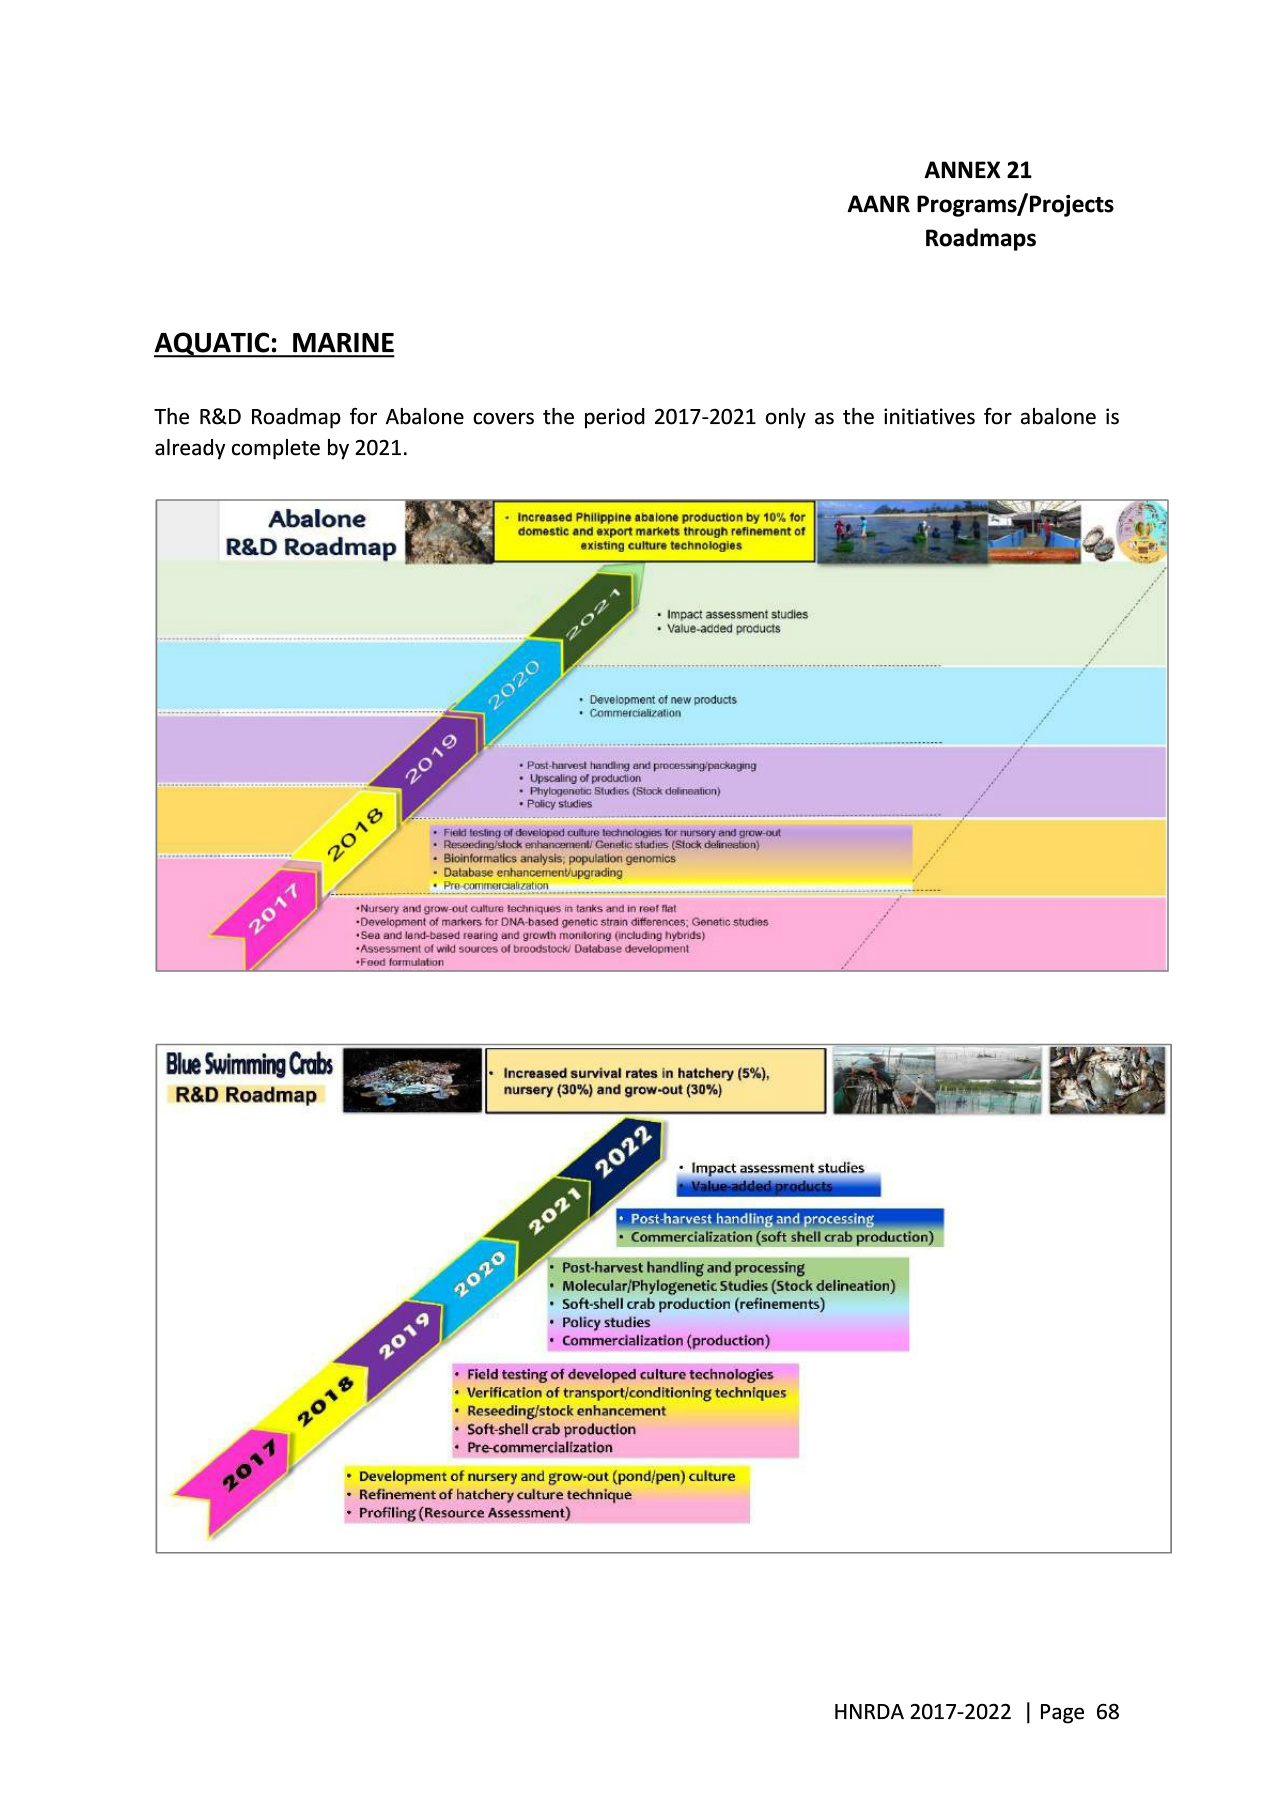 ANNEX 21
AANR Programs/Projects
Roadmaps
AQUATIC: MARINE
The R&D Roadmap for Abalone covers the period 2017-2021 only as the initiatives for abalone is
already complete by 2021.
Abalone
R&D Roadmap
• Increased Philippine abalone production by 10% for
domestic and export markets through refinement of
existing culture technologies
2021
• Impact assessment studies
• Value-added products
2020
• Development of new products
• Commercialization
2019
• Post-harvest handling and processing/packaging
• Upscaling of production
• Phylogenetic Studies (Stock delineation)
• Policy studies
2018
• Field testing of developed culture technologies for nursery and grow-out
• Reseeding/stock enhancement/ Genetic studies (Stock delineation)
• Bioinformatics analysis; population genomics
• Database enhancement/upgrading
• Pre-commercialization
2017
•Nursery and grow-out culture techniques in tanks and in reef flat
•Development of markers for DNA-based genetic strain differences; Genetic studies
•Sea and land-based rearing and growth monitoring (including hybrids)
•Assessment of wild sources of broodstock/ Database development
•Feed formulation
Blue Swimming Crabs
R&D Roadmap
• Increased survival rates in hatchery (5%),
nursery (30%) and grow-out (30%)
2022
• Impact assessment studies
• Value-added products
2021
• Post-harvest handling and processing
• Commercialization (soft shell crab production)
2020
• Post-harvest handling and processing
• Molecular/Phylogenetic Studies (Stock delineation)
• Soft-shell crab production (refinements)
• Policy studies
• Commercialization (production)
2019
• Field testing of developed culture technologies
• Verification of transport/conditioning techniques
• Reseeding/stock enhancement
• Soft-shell crab production
• Pre-commercialization
2018
2017
• Development of nursery and grow-out (pond/pen) culture
• Refinement of hatchery culture technique
• Profiling (Resource Assessment)
HNRDA 2017-2022 | Page 68